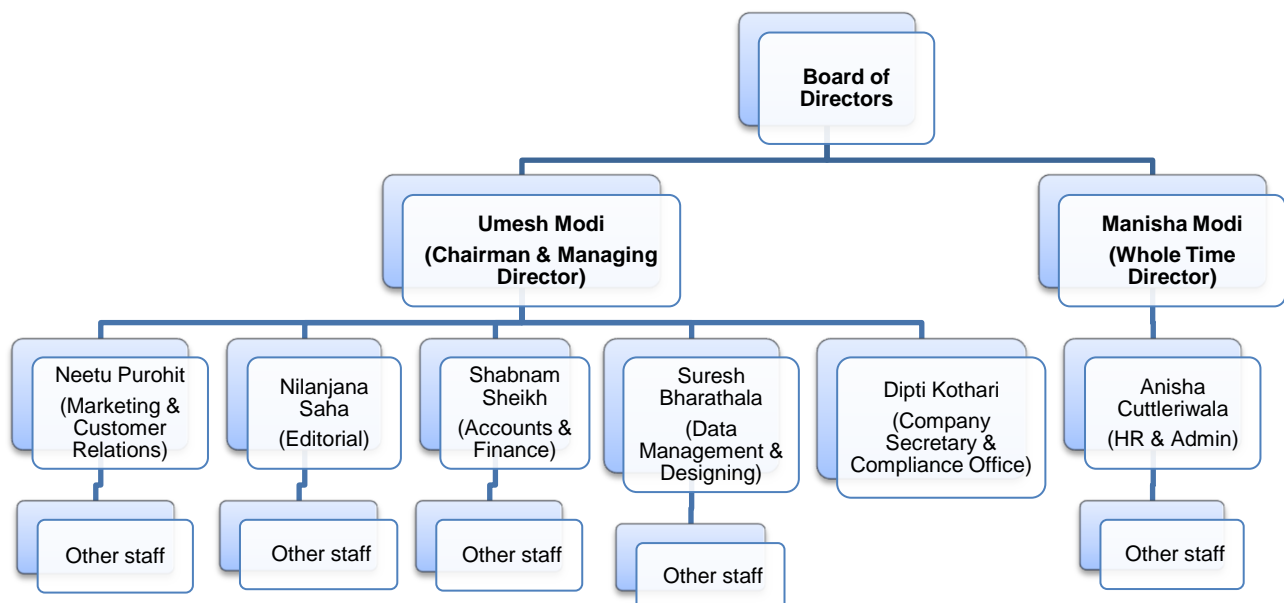 Board of
Directors
Umesh Modi
(Chairman & Managing
Director)
Manisha Modi
(Whole Time
Director)
Neetu Purohit
(Marketing &
Customer
Relations)
Nilanjana
Saha
(Editorial)
Shabnam
Sheikh
(Accounts &
Finance)
Suresh
Bharathala
(Data
Management &
Designing)
Dipti Kothari
(Company
Secretary &
Compliance Office)
Anisha
Cuttleriwala
(HR & Admin)
Other staff
Other staff
Other staff
Other staff
Other staff